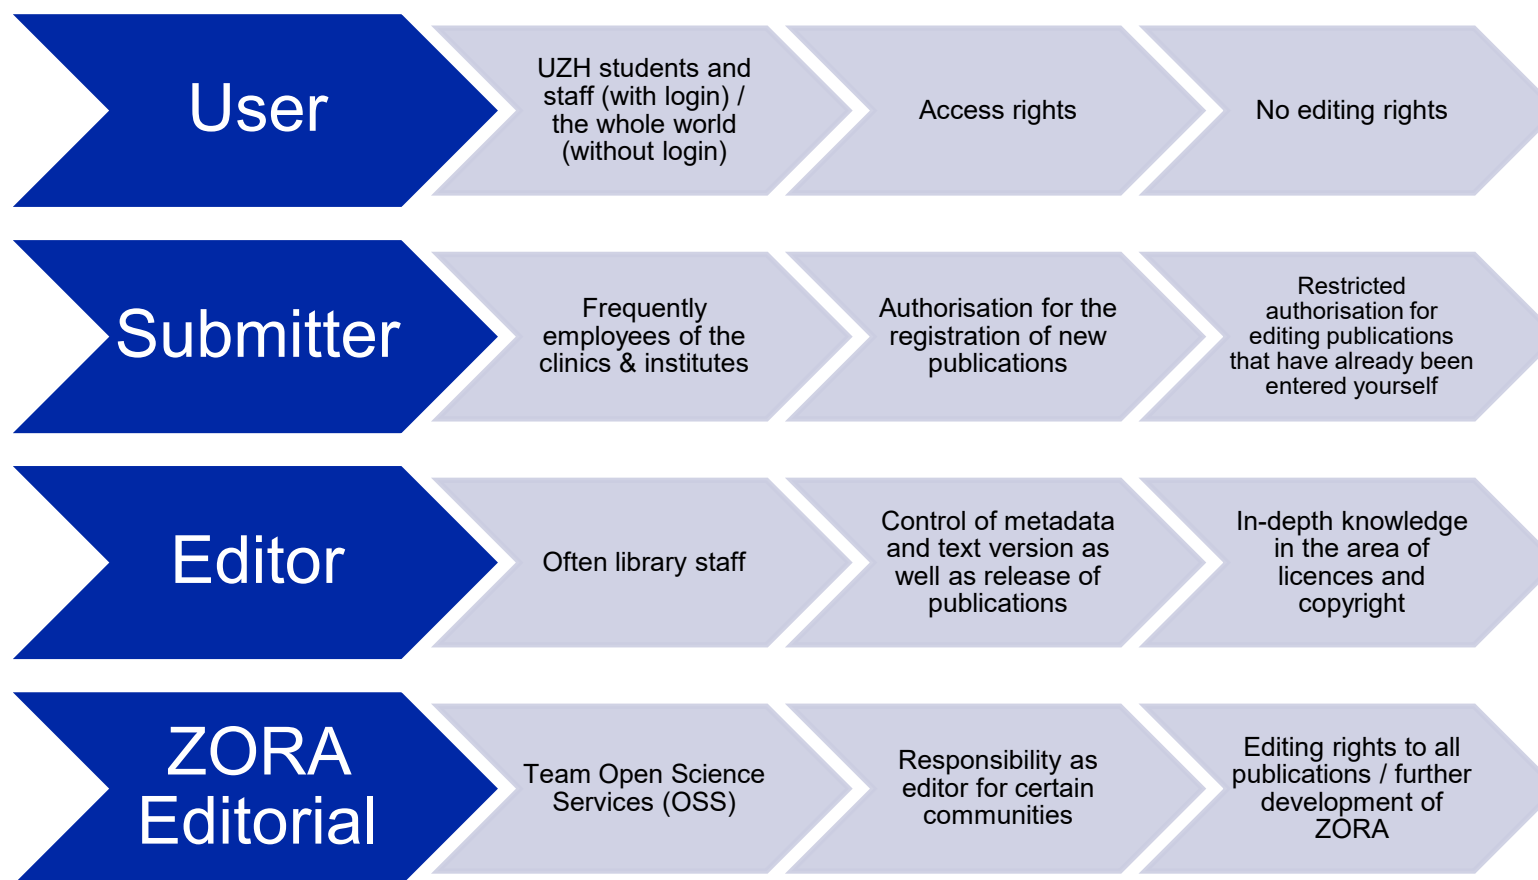 User
UZH students and
staff (with login) /
the whole world
(without login)
Access rights
No editing rights
Submitter
Frequently
employees of the
clinics & institutes
Authorisation for the
registration of new
publications
Restricted
authorisation for
editing publications
that have already been
entered yourself
Editor
Often library staff
Control of metadata
and text version as
well as release of
publications
In-depth knowledge
in the area of
licences and
copyright
ZORA
Editorial
Team Open Science
Services (OSS)
Responsibility as
editor for certain
communities
Editing rights to all
publications / further
development of
ZORA